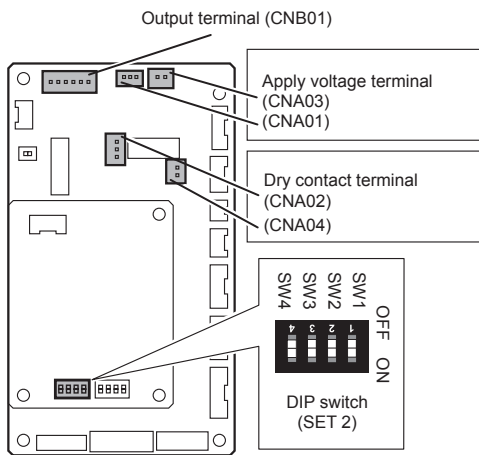 Output terminal (CNB01)
Apply voltage terminal
(CNA03)
(CNA01)
Dry contact terminal
(CNA02)
(CNA04)
SW4 SW3 SW2 SW1
OFF
4 3 2 1
ON
DIP switch
(SET 2)